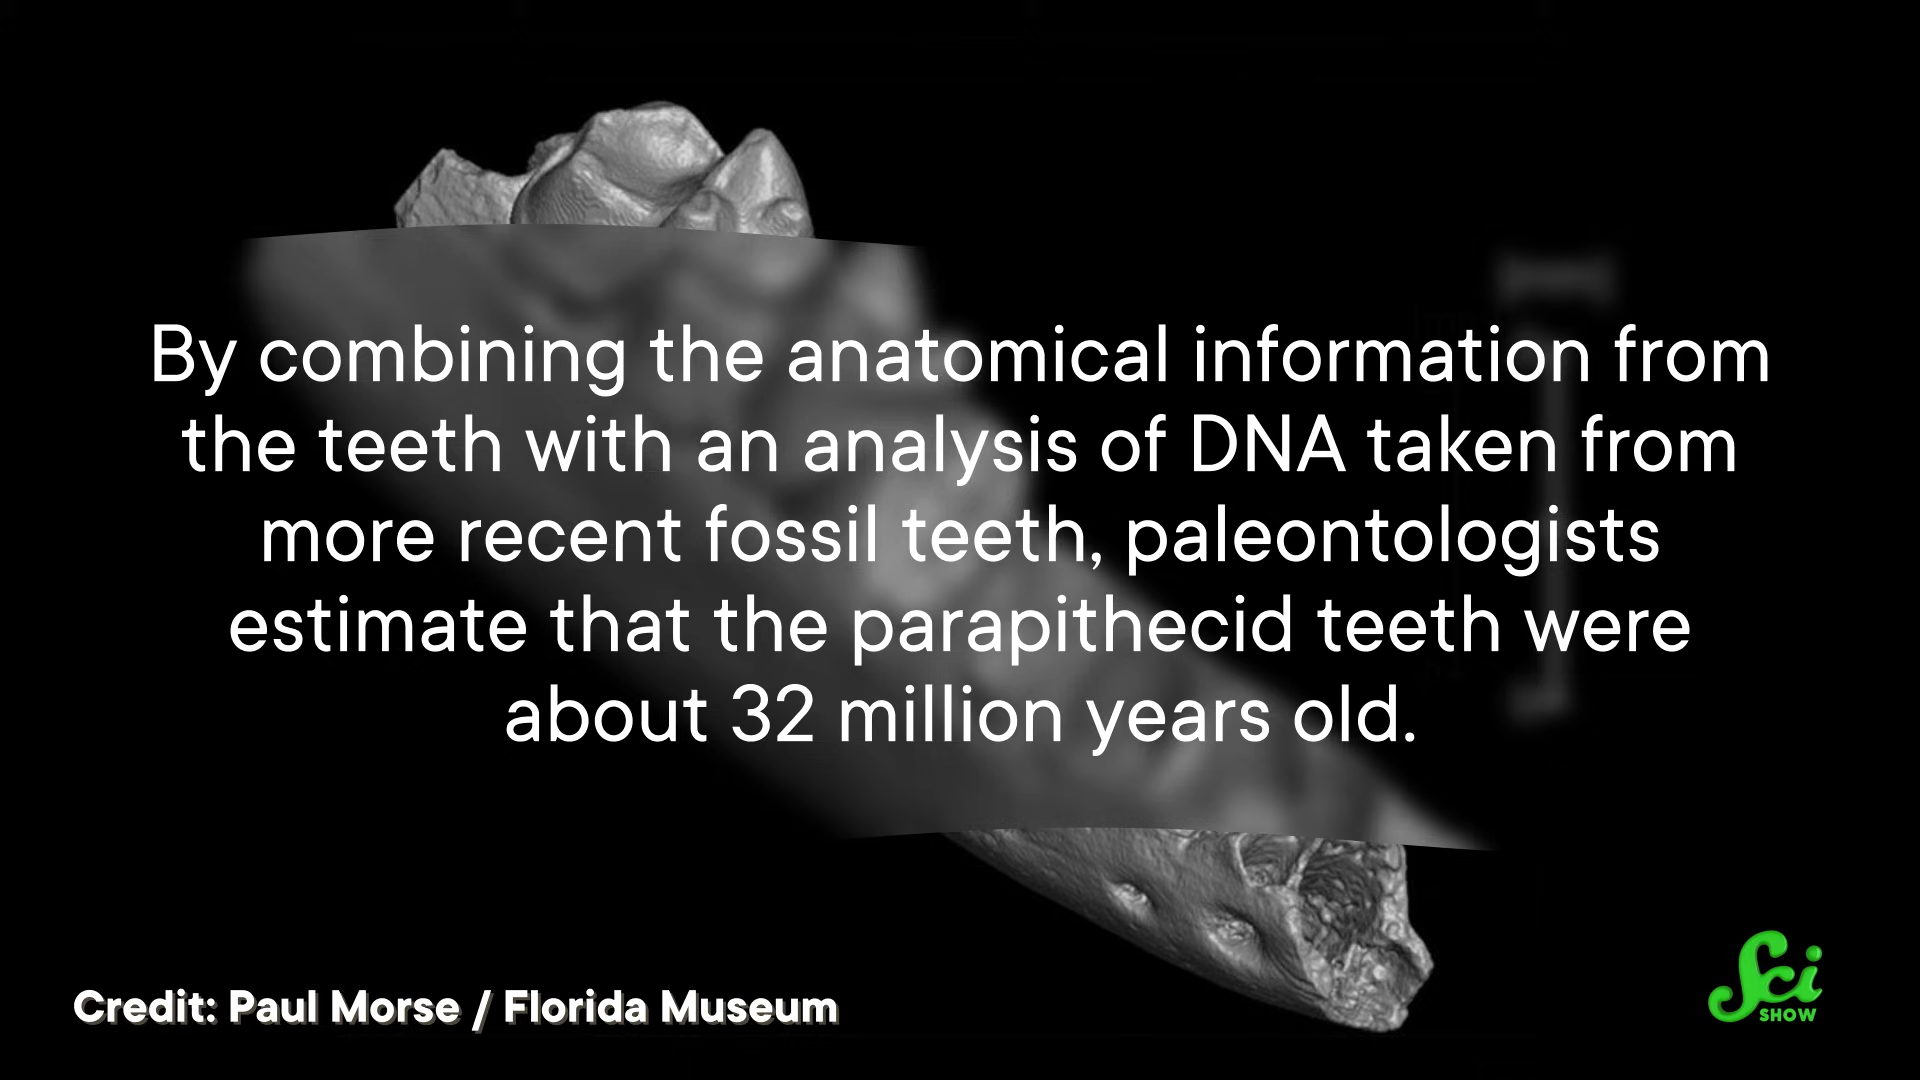 By combining the anatomical information from
the teeth with an analysis of DNA taken from
more recent fossil teeth, paleontologists
estimate that the parapithecid teeth were
about 32 million years old.
Credit: Paul Morse / Florida Museum
Sci
SHOW